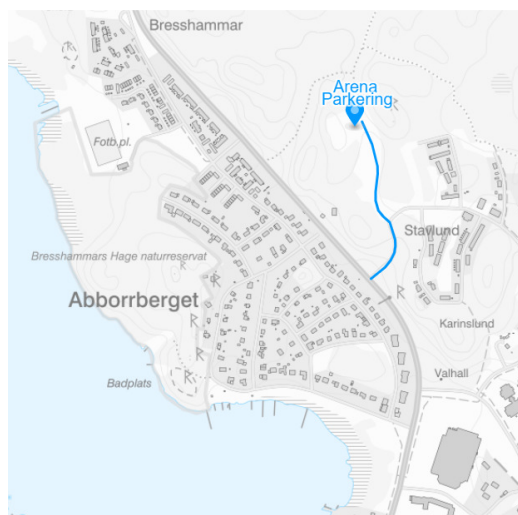 Bresshammar
Arena
Parkering
Fotb.pl.
Stavlund
Bresshammars Hage naturreservat
Abborrberget
Karinslund
Valhall
Badplats